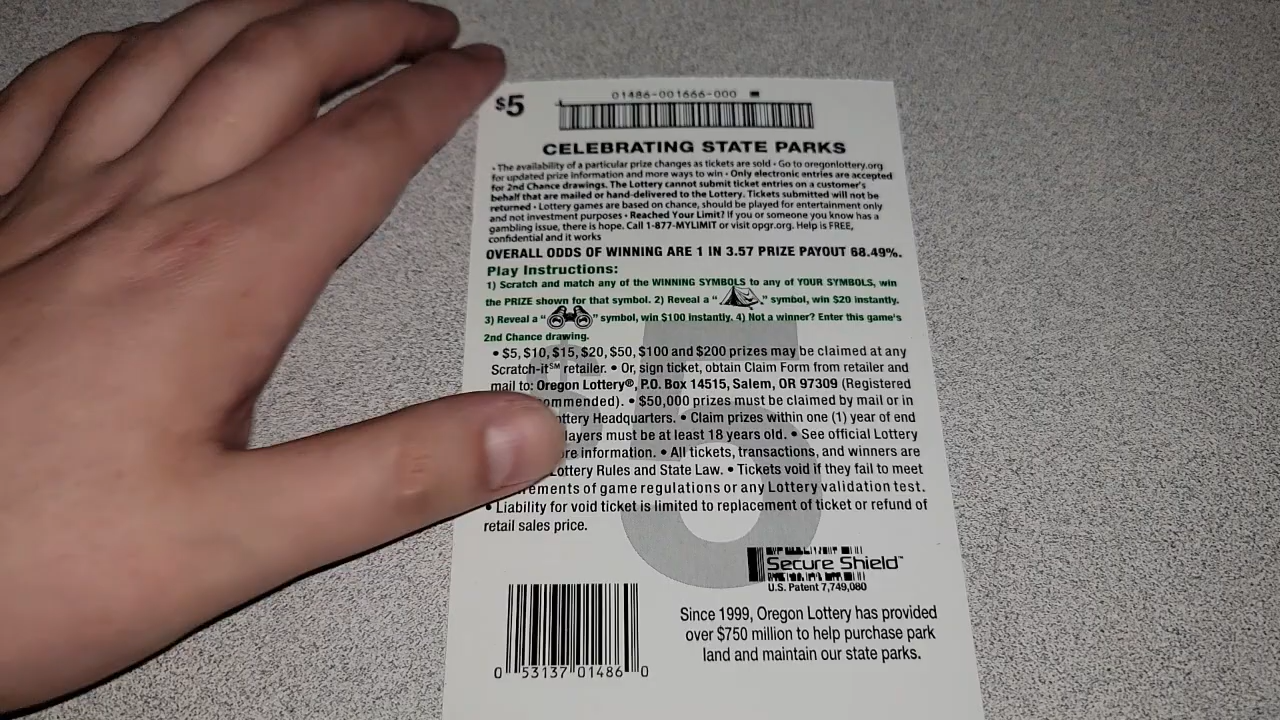 $5
01486-001666-000
CELEBRATING STATE PARKS
• The availability of a particular prize changes as tickets are sold • Go to oregonlottery.org
for updated prize information and more ways to win • Only electronic entries are accepted
for 2nd Chance drawings. The Lottery cannot submit ticket entries on a customer's
behalf that are mailed or hand-delivered to the Lottery. Tickets submitted will not be
returned • Lottery games are based on chance, should be played for entertainment only
and not investment purposes • Reached Your Limit? If you or someone you know has a
gambling issue, there is hope. Call 1-877-MYLIMIT or visit opgr.org. Help is FREE,
confidential and it works
OVERALL ODDS OF WINNING ARE 1 IN 3.57 PRIZE PAYOUT 68.49%.
Play Instructions:
1) Scratch and match any of the WINNING SYMBOLS to any of YOUR SYMBOLS, win
the PRIZE shown for that symbol. 2) Reveal a " " symbol, win $20 instantly.
3) Reveal a " " symbol, win $100 instantly. 4) Not a winner? Enter this game's
2nd Chance drawing.
• $5, $10, $15, $20, $50, $100 and $200 prizes may be claimed at any
Scratch-it℠ retailer. • Or, sign ticket, obtain Claim Form from retailer and
mail to: Oregon Lottery®, P.O. Box 14515, Salem, OR 97309 (Registered
ommended). • $50,000 prizes must be claimed by mail or in
ottery Headquarters. • Claim prizes within one (1) year of end
layers must be at least 18 years old. • See official Lottery
re information. • All tickets, transactions, and winners are
Lottery Rules and State Law. • Tickets void if they fail to meet
rements of game regulations or any Lottery validation test.
• Liability for void ticket is limited to replacement of ticket or refund of
retail sales price.
$5
Secure Shield™
U.S. Patent 7,749,080
Since 1999, Oregon Lottery has provided
over $750 million to help purchase park
land and maintain our state parks.
0 53137 01486 0